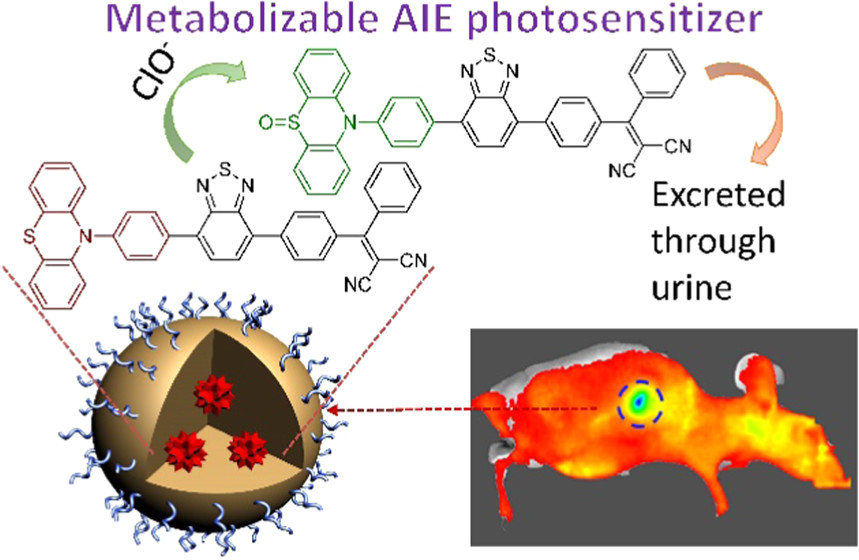 Metabolizable AIE photosensitizer
ClO-
S
N N
O=S N
CN
NC
Excreted
through
urine
S
N N
S N
CN
NC